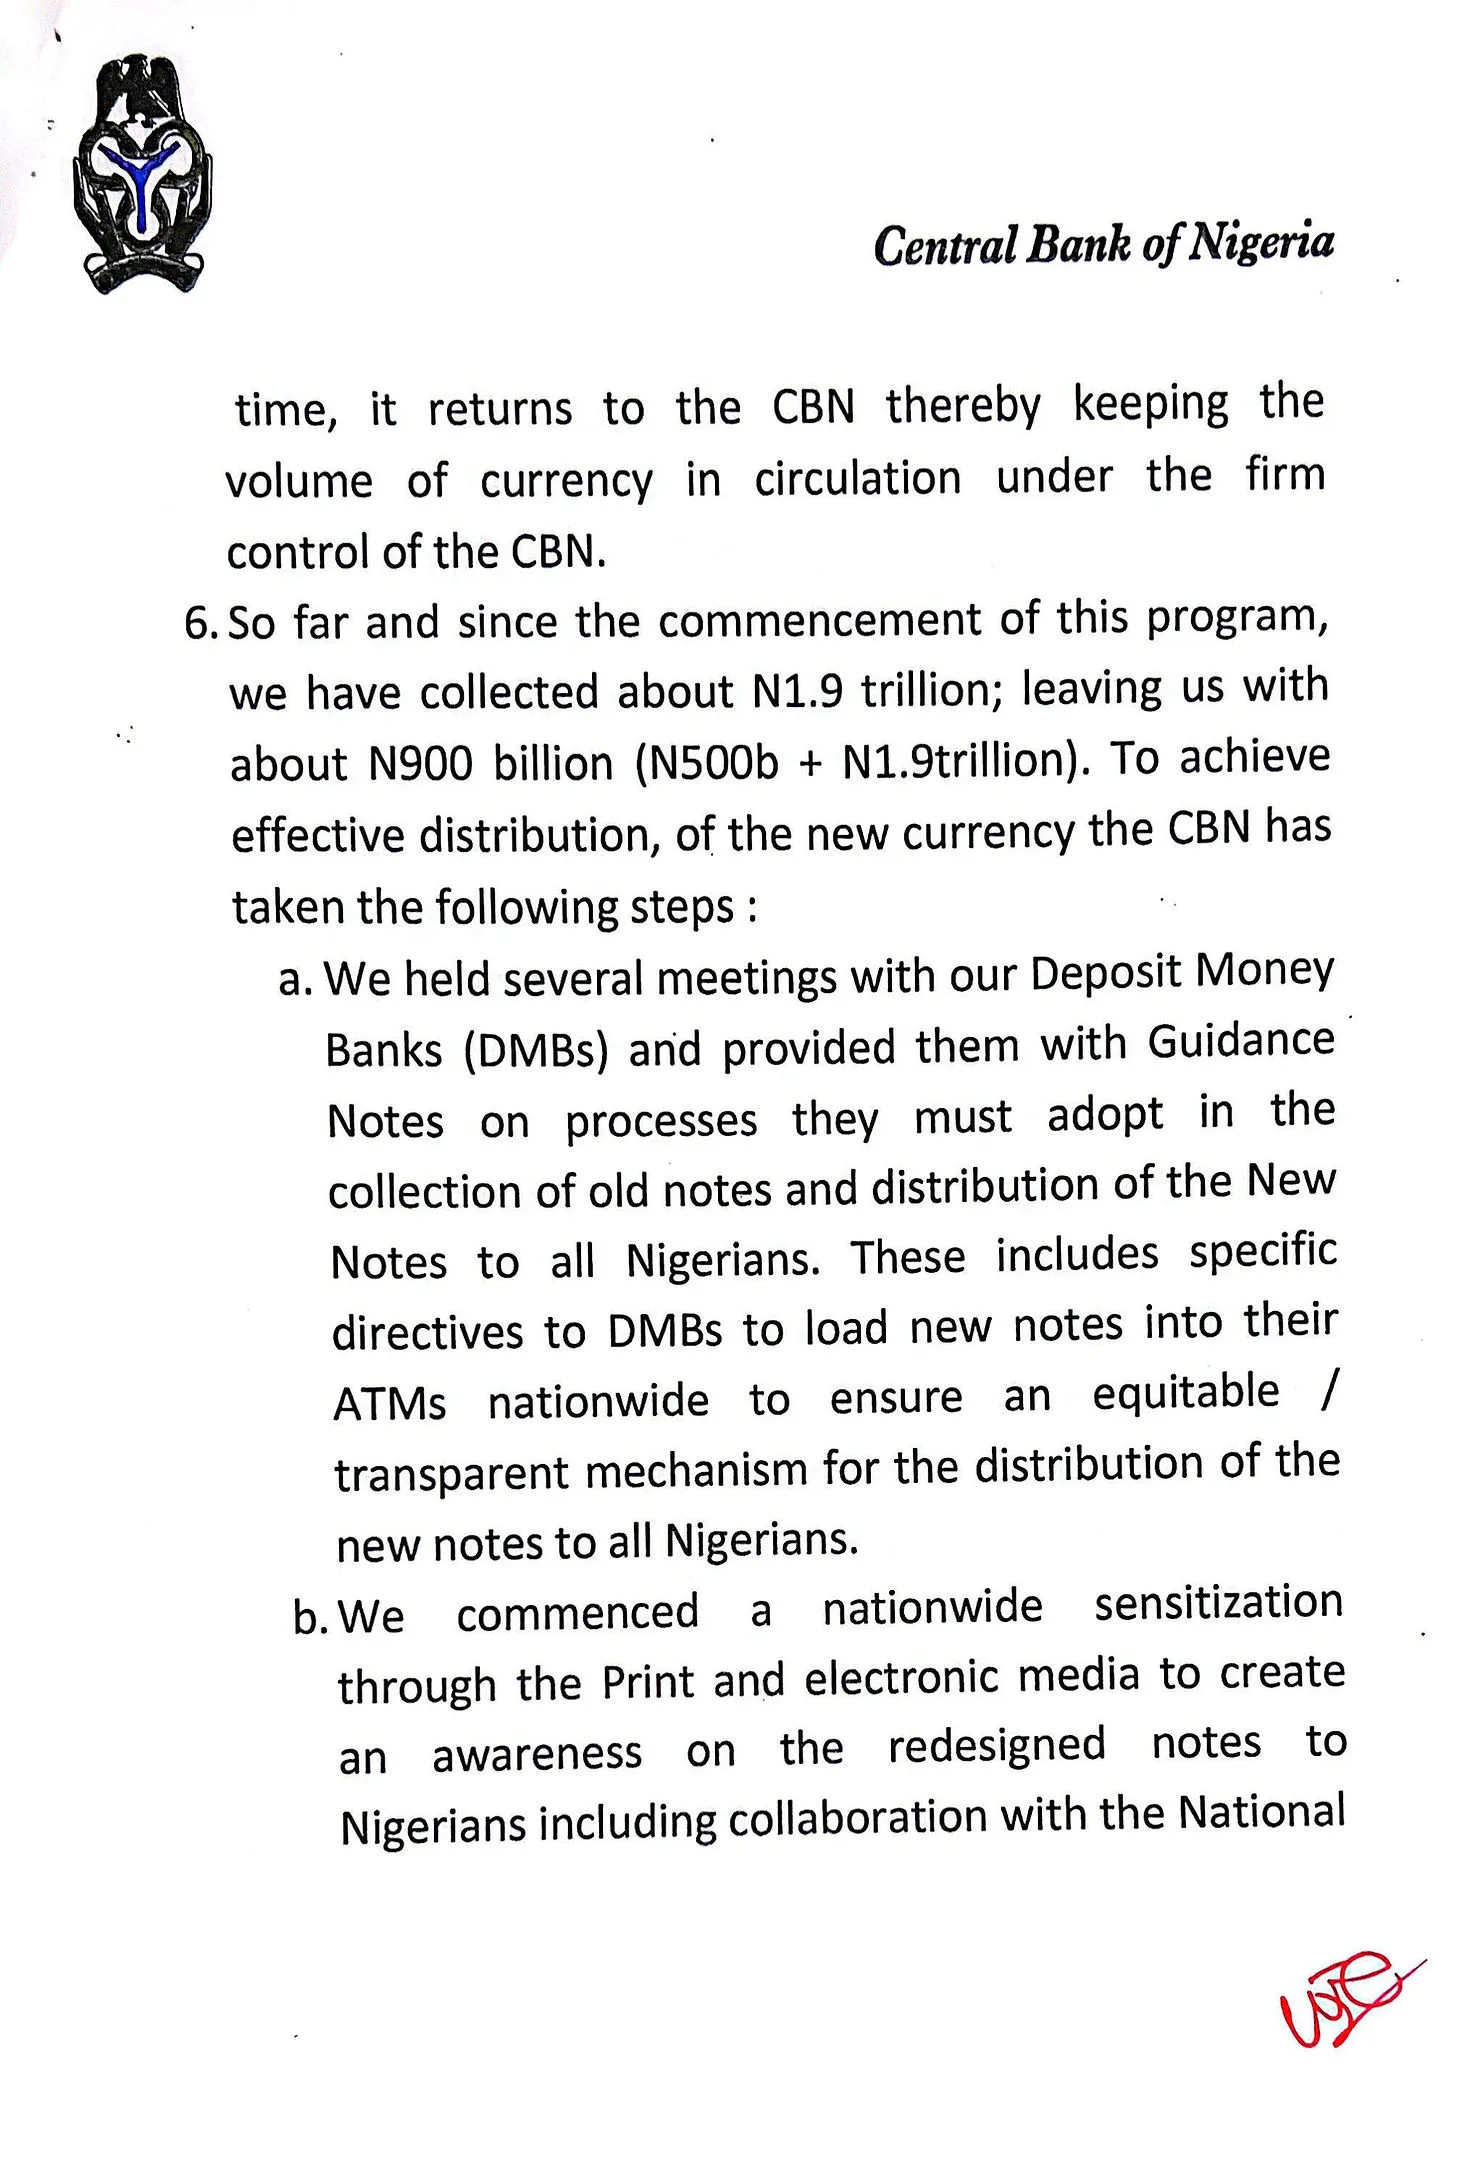 Central Bank of Nigeria
time, it returns to the CBN thereby keeping the
volume of currency in circulation under the firm
control of the CBN.
6. So far and since the commencement of this program,
we have collected about N1.9 trillion; leaving us with
about N900 billion (N500b + N1.9trillion). To achieve
effective distribution, of the new currency the CBN has
taken the following steps :
a. We held several meetings with our Deposit Money
Banks (DMBs) and provided them with Guidance
Notes on processes they must adopt in the
collection of old notes and distribution of the New
Notes to all Nigerians. These includes specific
directives to DMBs to load new notes into their
ATMs nationwide to ensure an equitable /
transparent mechanism for the distribution of the
new notes to all Nigerians.
b. We commenced a nationwide sensitization
through the Print and electronic media to create
an awareness on the redesigned notes to
Nigerians including collaboration with the National